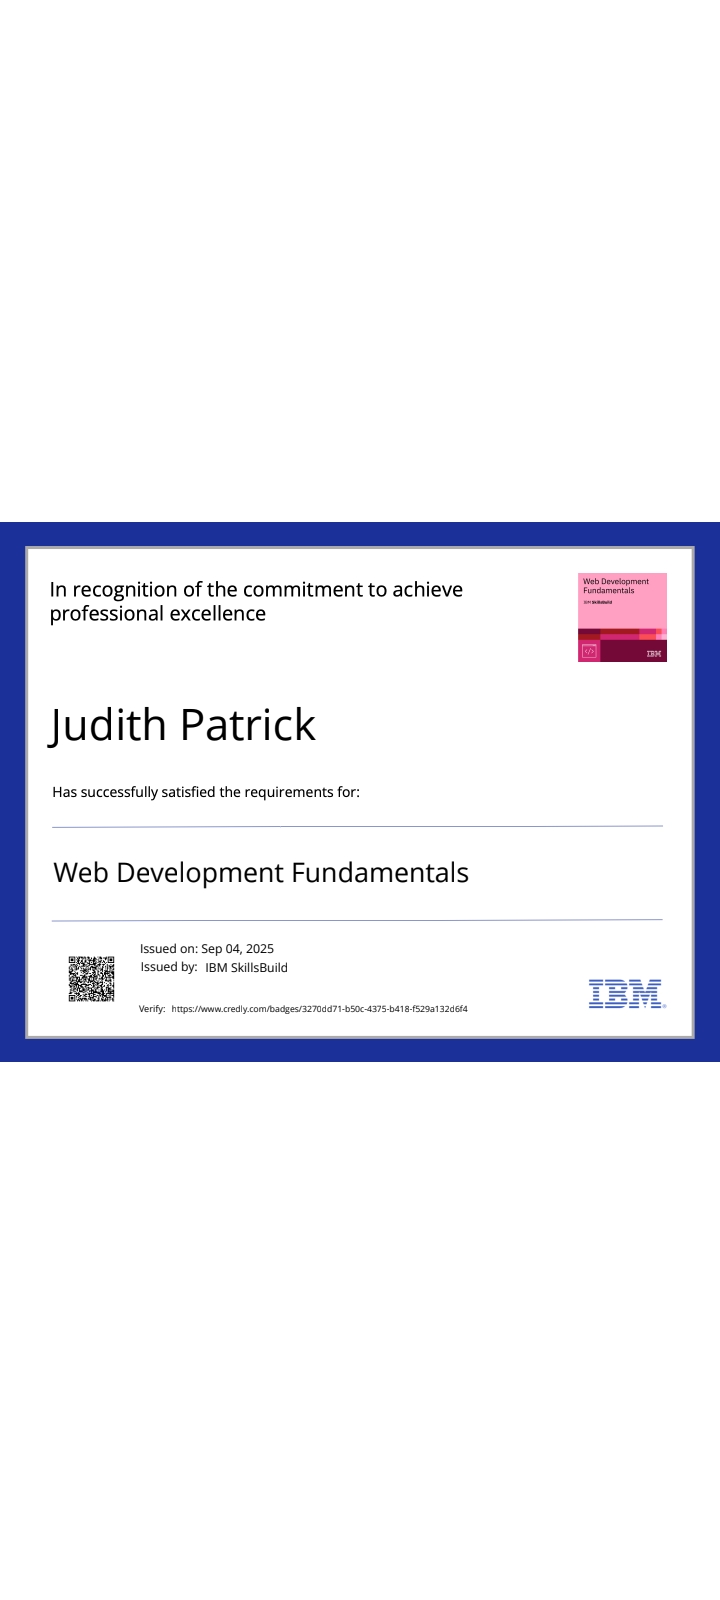 In recognition of the commitment to achieve
professional excellence
Web Development
Fundamentals
IBM SkillsBuild
</>
IBM
Judith Patrick
Has successfully satisfied the requirements for:
Web Development Fundamentals
Issued on: Sep 04, 2025
Issued by: IBM SkillsBuild
Verify: https://www.credly.com/badges/3270dd71-b50c-4375-b418-f529a132d6f4
IBM®